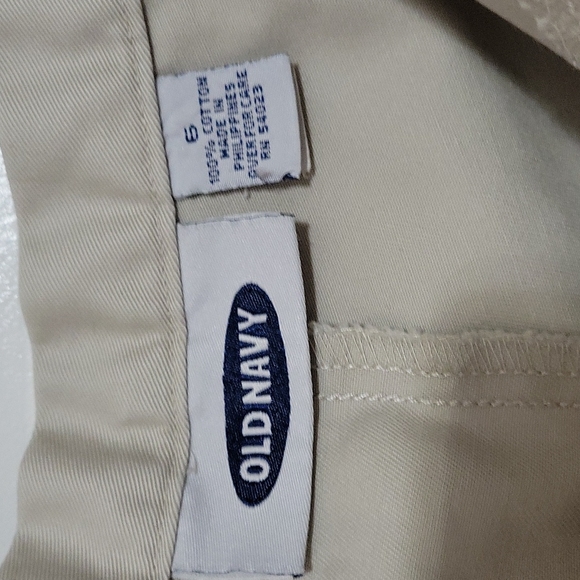 6
100% COTTON
MADE IN
PHILIPPINES
OVER FOR CARE
RN 54023
OLD NAVY